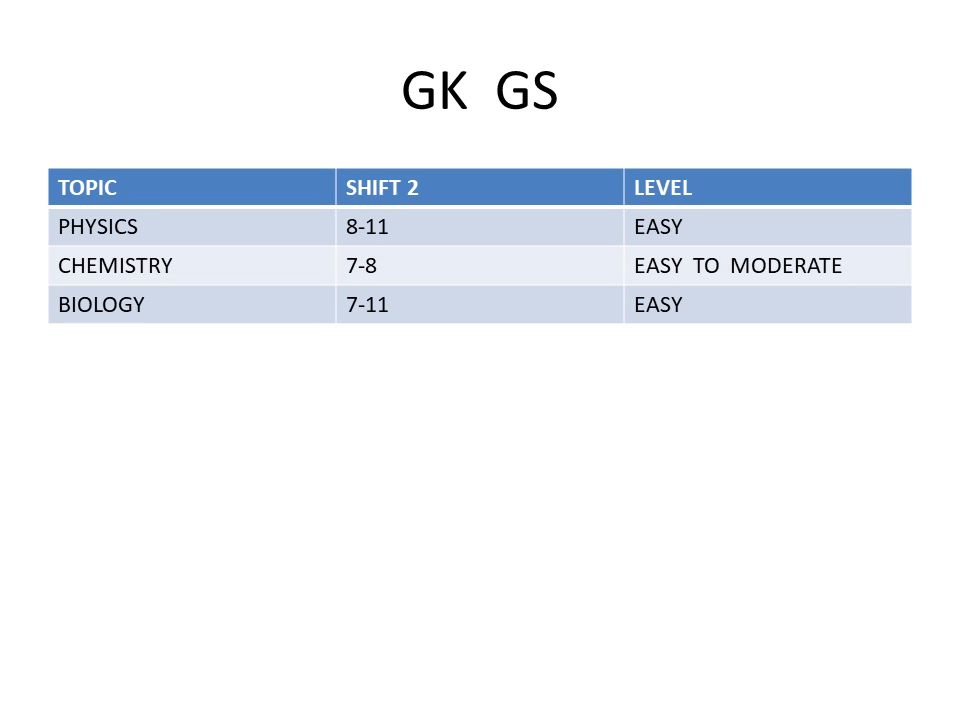 GK GS
TOPIC SHIFT 2 LEVEL
PHYSICS 8-11 EASY
CHEMISTRY 7-8 EASY TO MODERATE
BIOLOGY 7-11 EASY